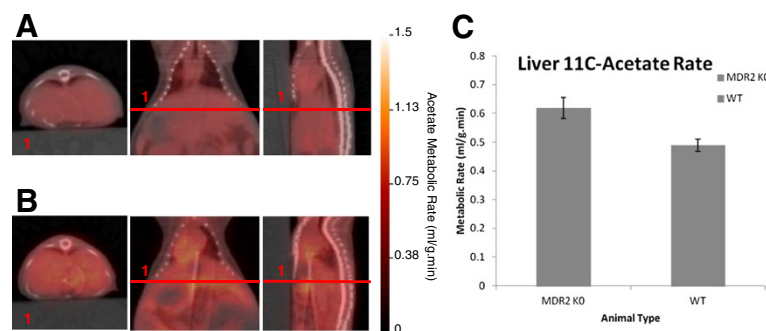 A
1
1
1
B
1
1
1
1.5
1.13
0.75
0.38
0
Acetate Metabolic Rate (ml/g.min)
C
Liver 11C-Acetate Rate
MDR2 KO
WT
0.8
0.7
0.6
0.5
0.4
0.3
0.2
0.1
0
Metabolic Rate (ml/g.min)
MDR2 KO
WT
Animal Type